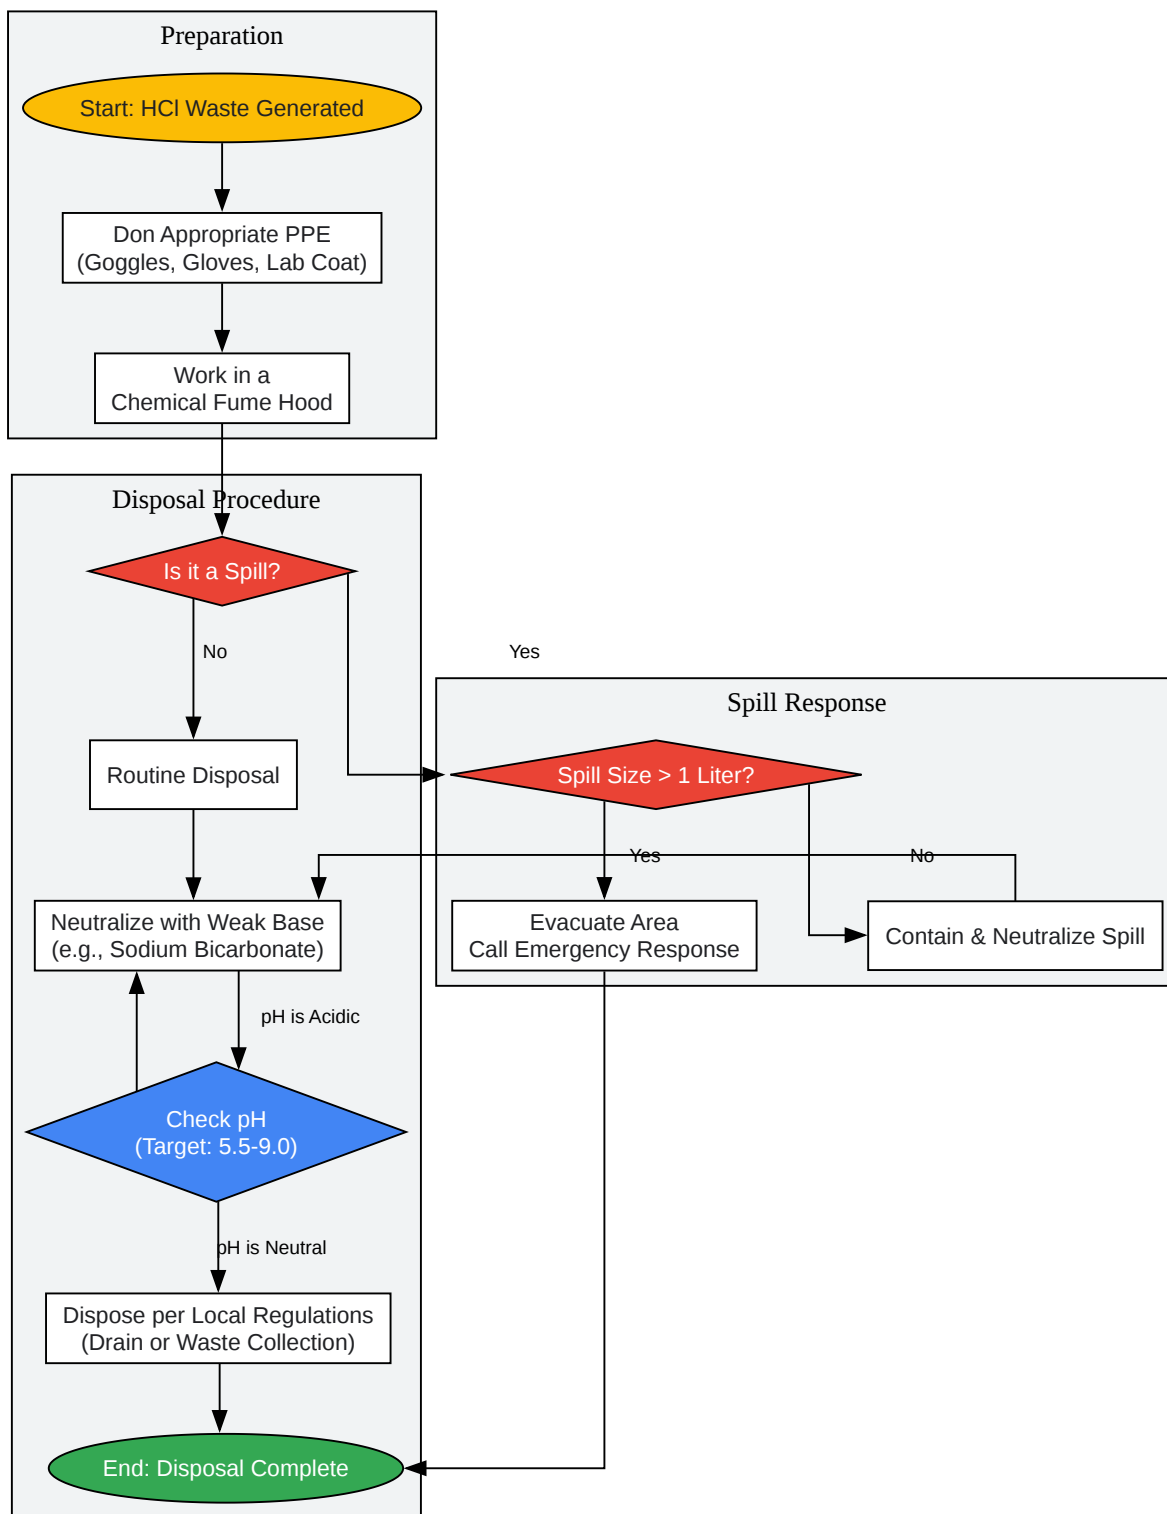 Preparation
Start: HCl Waste Generated
Don Appropriate PPE
(Goggles, Gloves, Lab Coat)
Work in a
Chemical Fume Hood
Disposal Procedure
Is it a Spill?
No
Yes
Spill Response
Routine Disposal
Spill Size > 1 Liter?
Yes
No
Neutralize with Weak Base
(e.g., Sodium Bicarbonate)
Evacuate Area
Call Emergency Response
Contain & Neutralize Spill
pH is Acidic
Check pH
(Target: 5.5-9.0)
pH is Neutral
Dispose per Local Regulations
(Drain or Waste Collection)
End: Disposal Complete